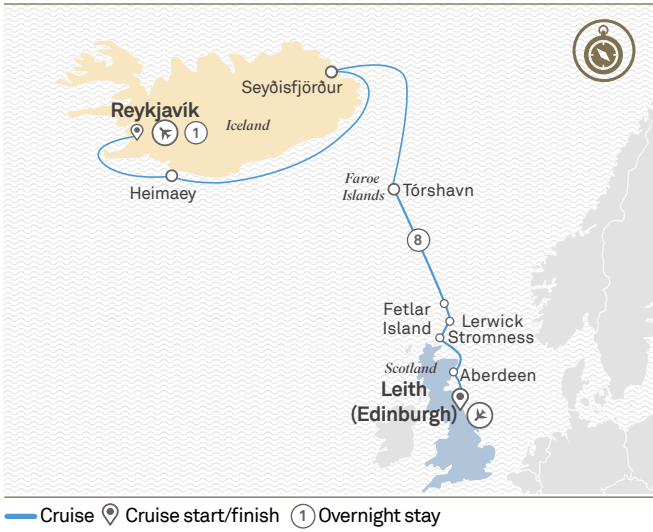 Seyðisfjörður
Reykjavík
1
Iceland
Heimaey
Faroe
Islands
Tórshavn
8
Fetlar
Island
Lerwick
Stromness
Scotland
Aberdeen
Leith
(Edinburgh)
Cruise Cruise start/finish 1 Overnight stay